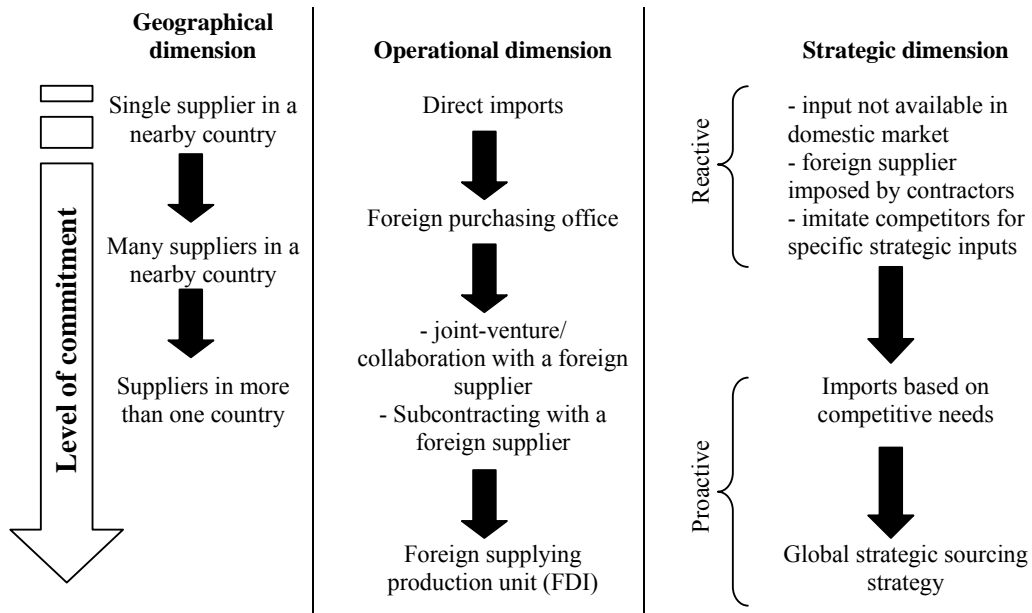 Geographical
dimension
Single supplier in a
nearby country
Many suppliers in a
nearby country
Suppliers in more
than one country
Level of commitment
Operational dimension
Direct imports
Foreign purchasing office
- joint-venture/
collaboration with a foreign
supplier
- Subcontracting with a
foreign supplier
Foreign supplying
production unit (FDI)
Strategic dimension
Reactive
- input not available in
domestic market
- foreign supplier
imposed by contractors
- imitate competitors for
specific strategic inputs
Proactive
Imports based on
competitive needs
Global strategic sourcing
strategy